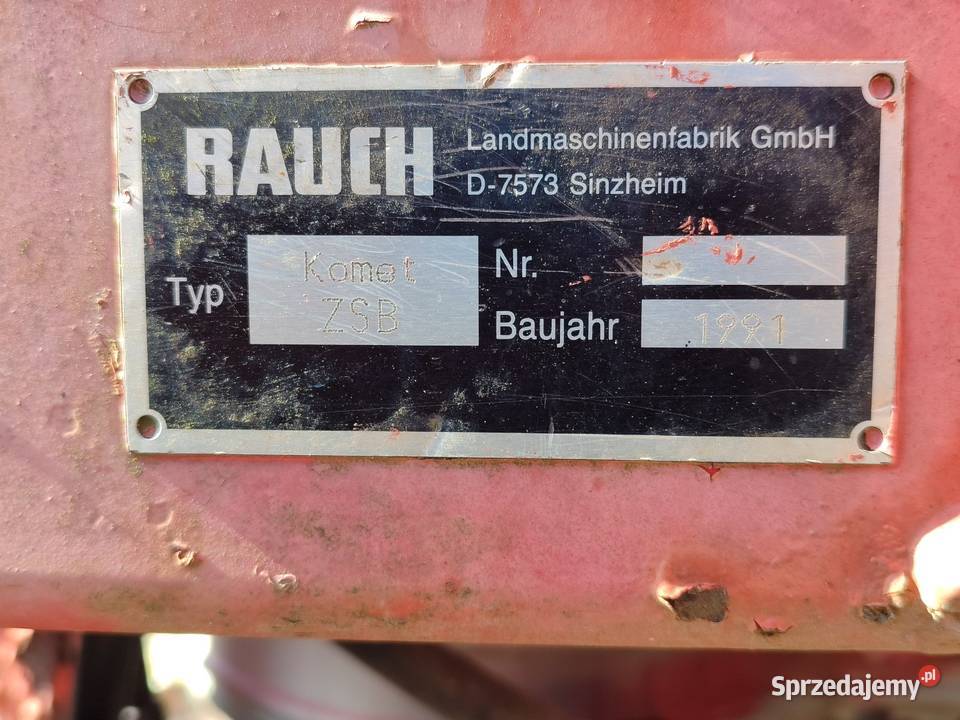 RAUCH
Landmaschinenfabrik GmbH
D-7573 Sinzheim
Typ
Komet
ZSB
Nr.
Baujahr 1991
Sprzedajemy.pl